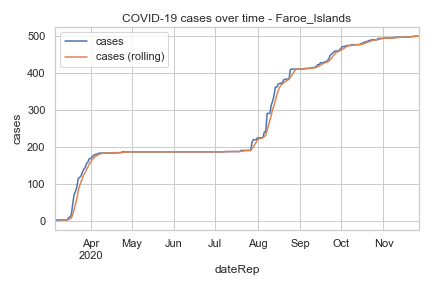 COVID-19 cases over time - Faroe_Islands
cases
cases (rolling)
500
400
300
200
100
0
cases
Apr May Jun Jul Aug Sep Oct Nov
2020
dateRep